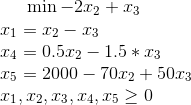 min −2x₂ + x₃
x₁ = x₂ − x₃
x₄ = 0.5x₂ − 1.5 * x₃
x₅ = 2000 − 70x₂ + 50x₃
x₁, x₂, x₃, x₄, x₅ ≥ 0